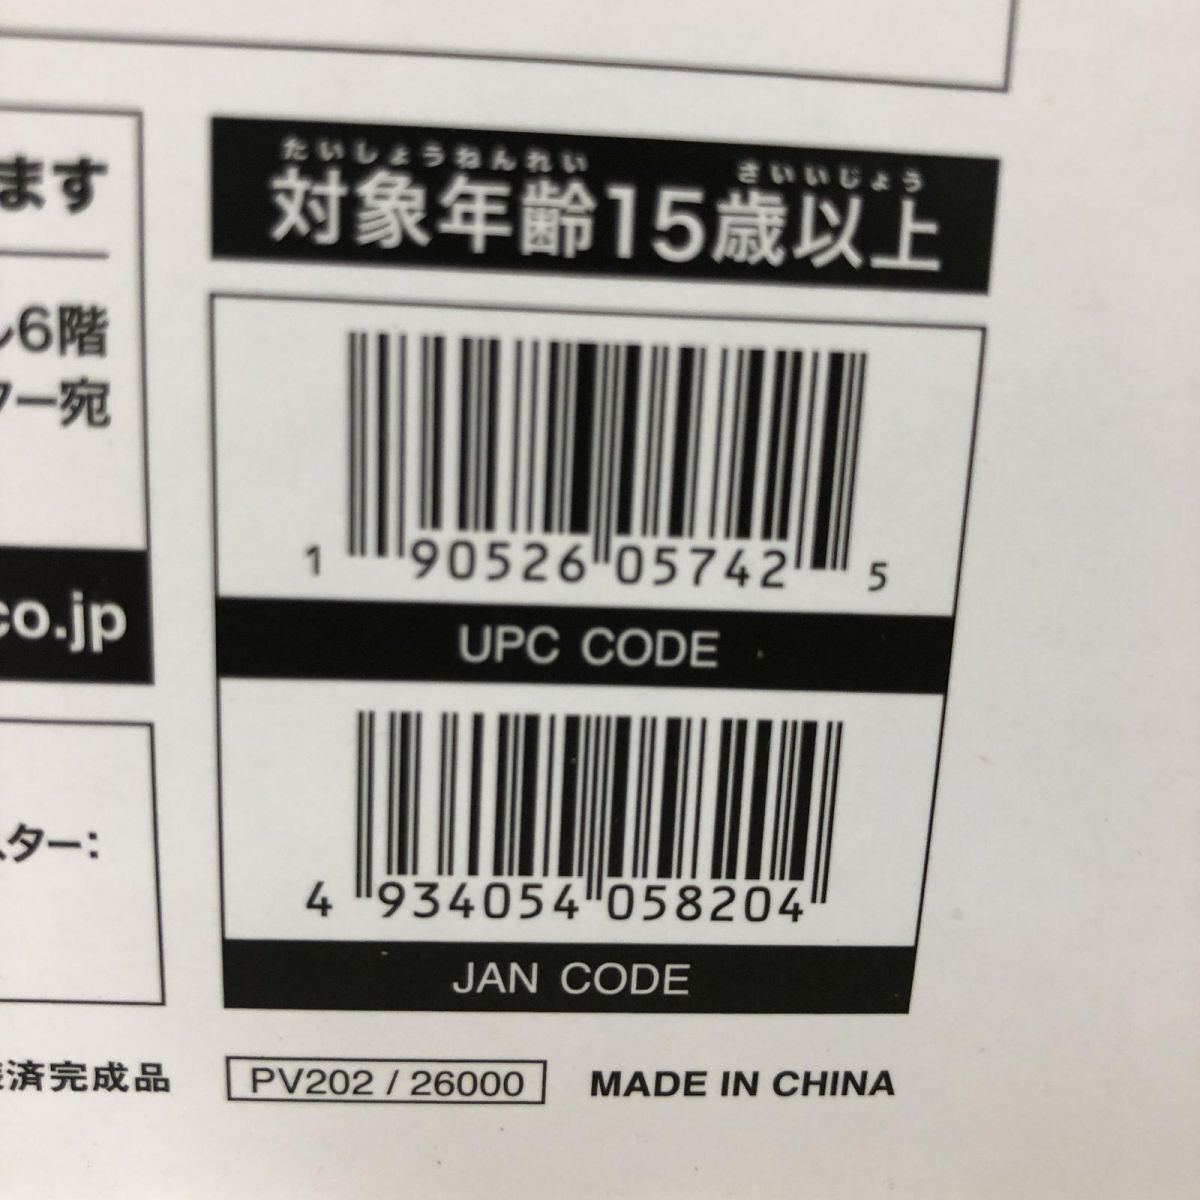 たいしょうねんれい さいいじょう
対象年齢15歳以上
ます
6階
ター宛
co.jp
スター:
1 90526 05742 5
UPC CODE
4 934054 058204
JAN CODE
済完成品
PV202 / 26000
MADE IN CHINA